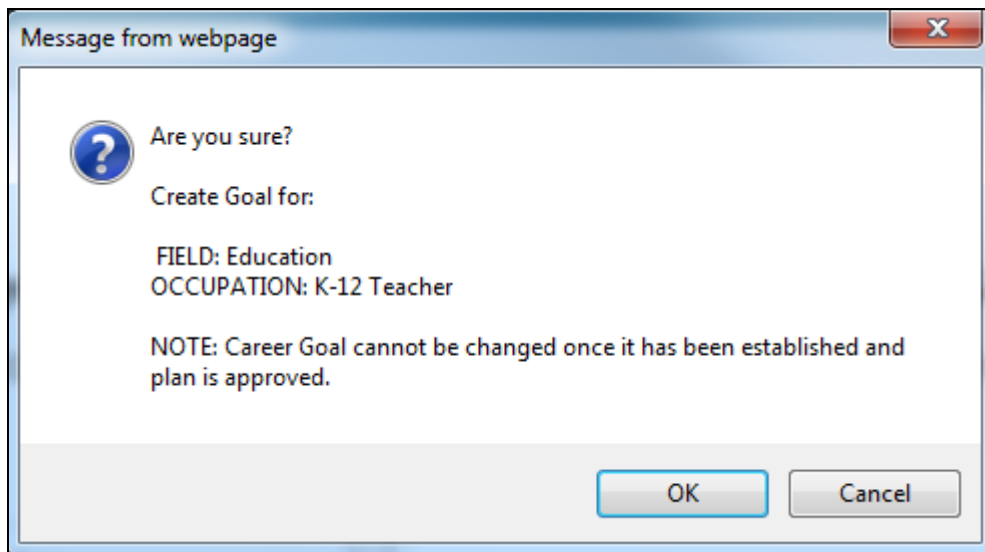 Message from webpage
Are you sure?
Create Goal for:
FIELD: Education
OCCUPATION: K-12 Teacher
NOTE: Career Goal cannot be changed once it has been established and
plan is approved.
OK
Cancel